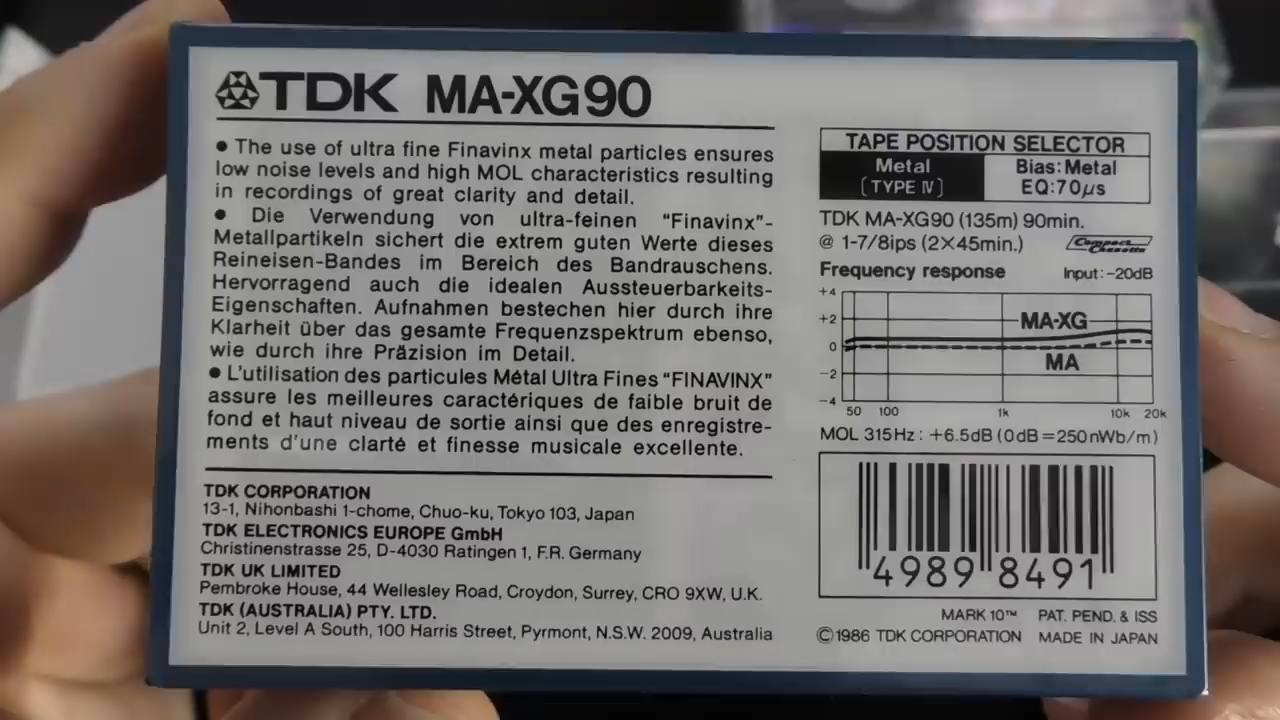 TDK MA-XG90
• The use of ultra fine Finavinx metal particles ensures
low noise levels and high MOL characteristics resulting
in recordings of great clarity and detail.
• Die Verwendung von ultra-feinen “Finavinx”-
Metallpartikeln sichert die extrem guten Werte dieses
Reineisen-Bandes im Bereich des Bandrauschens.
Hervorragend auch die idealen Aussteuerbarkeits-
Eigenschaften. Aufnahmen bestechen hier durch ihre
Klarheit über das gesamte Frequenzspektrum ebenso,
wie durch ihre Präzision im Detail.
• L'utilisation des particules Métal Ultra Fines “FINAVINX”
assure les meilleures caractériques de faible bruit de
fond et haut niveau de sortie ainsi que des enregistre-
ments d'une clarté et finesse musicale excellente.
TDK CORPORATION
13-1, Nihonbashi 1-chome, Chuo-ku, Tokyo 103, Japan
TDK ELECTRONICS EUROPE GmbH
Christinenstrasse 25, D-4030 Ratingen 1, F.R. Germany
TDK UK LIMITED
Pembroke House, 44 Wellesley Road, Croydon, Surrey, CRO 9XW, U.K.
TDK (AUSTRALIA) PTY. LTD.
Unit 2, Level A South, 100 Harris Street, Pyrmont, N.S.W. 2009, Australia
TAPE POSITION SELECTOR
Metal
[TYPE IV]
Bias: Metal
EQ:70µs
TDK MA-XG90 (135m) 90min.
@ 1-7/8ips (2×45min.)
Compact
Cassette
Frequency response Input: -20dB
+4
+2
0
-2
-4
MA-XG
MA
50 100 1k 10k 20k
MOL 315Hz: +6.5dB (0dB=250nWb/m)
4989 8491
MARK 10™ PAT. PEND. & ISS
©1986 TDK CORPORATION MADE IN JAPAN